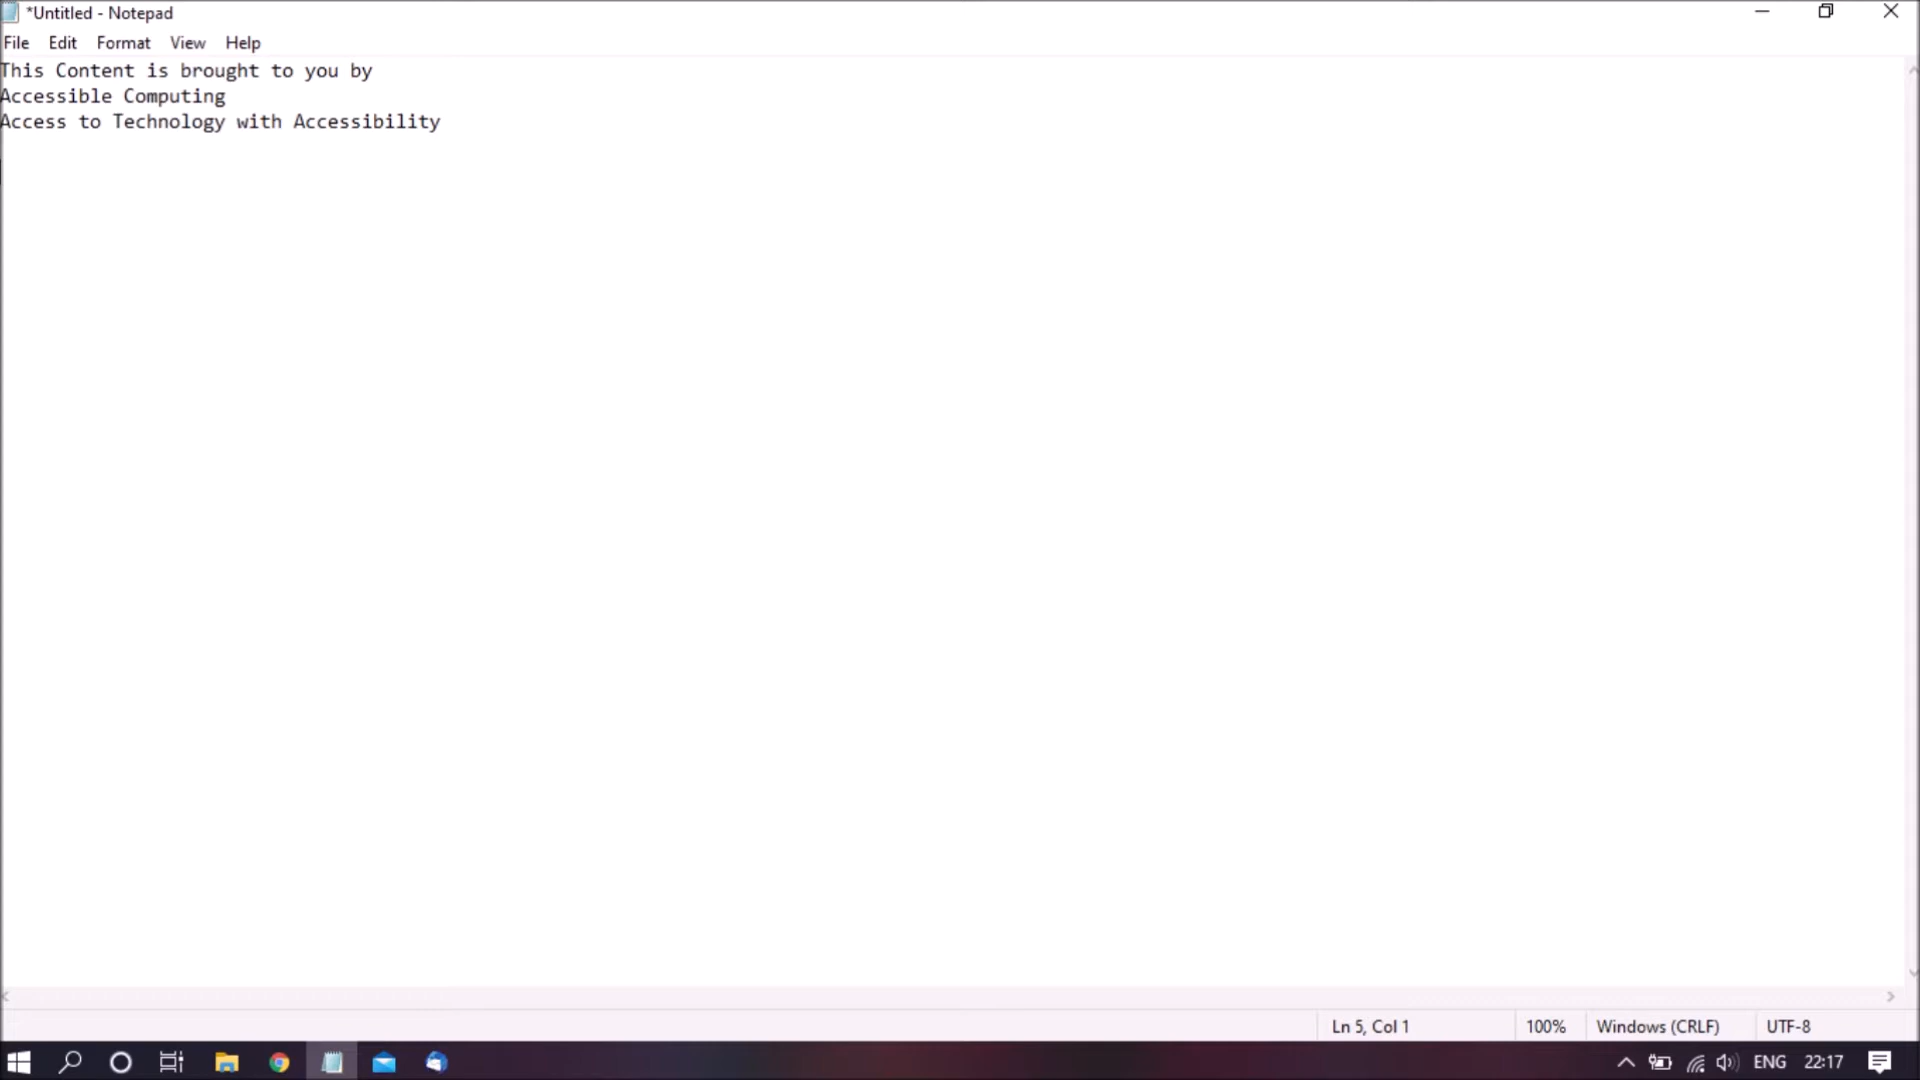 *Untitled - Notepad
File Edit Format View Help
This Content is brought to you by
Accessible Computing
Access to Technology with Accessibility
Ln 5, Col 1 100% Windows (CRLF) UTF-8
ENG 22:17